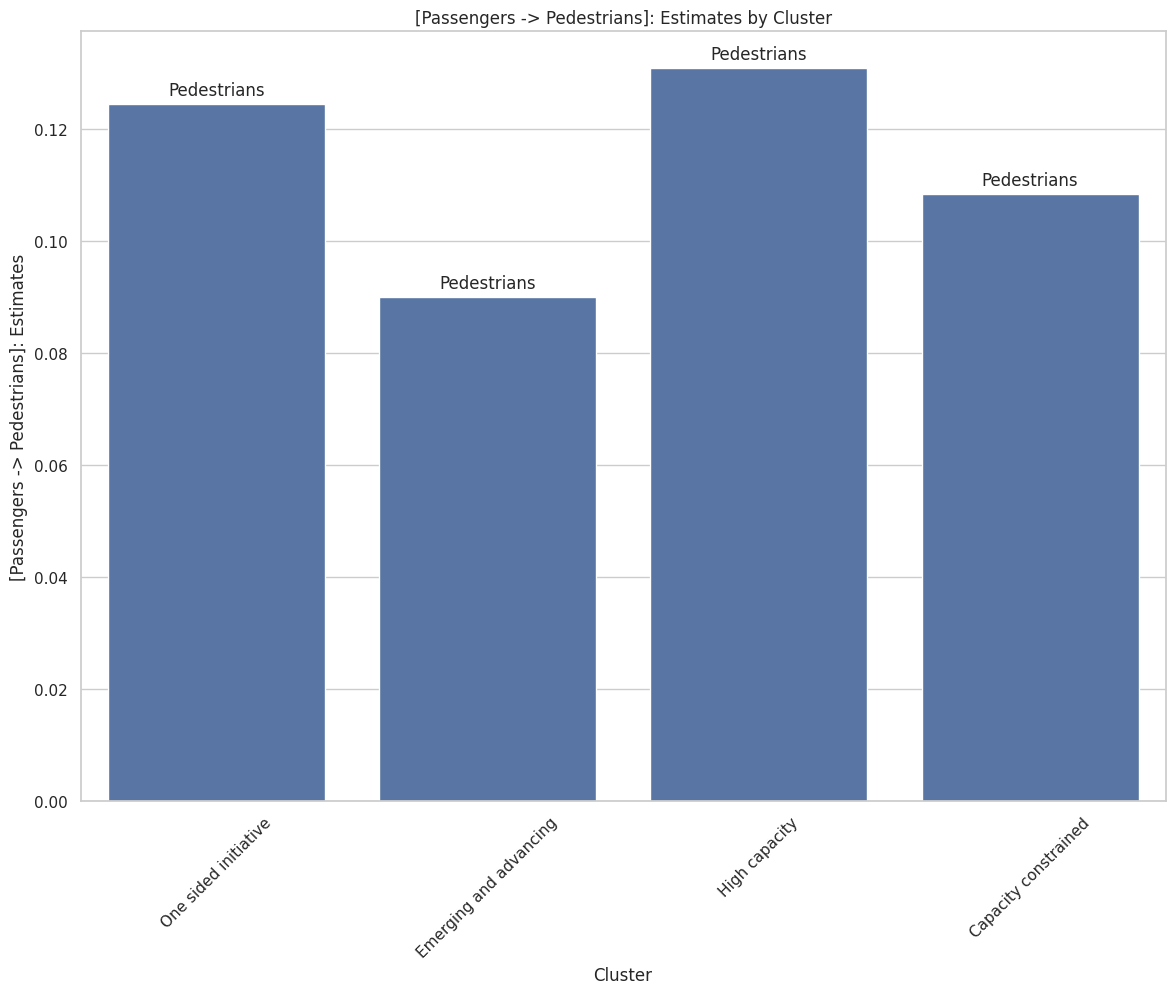 [Passengers -> Pedestrians]: Estimates by Cluster
[Passengers -> Pedestrians]: Estimates
0.12
0.10
0.08
0.06
0.04
0.02
0.00
Pedestrians
Pedestrians
Pedestrians
Pedestrians
One sided initiative
Emerging and advancing
High capacity
Capacity constrained
Cluster